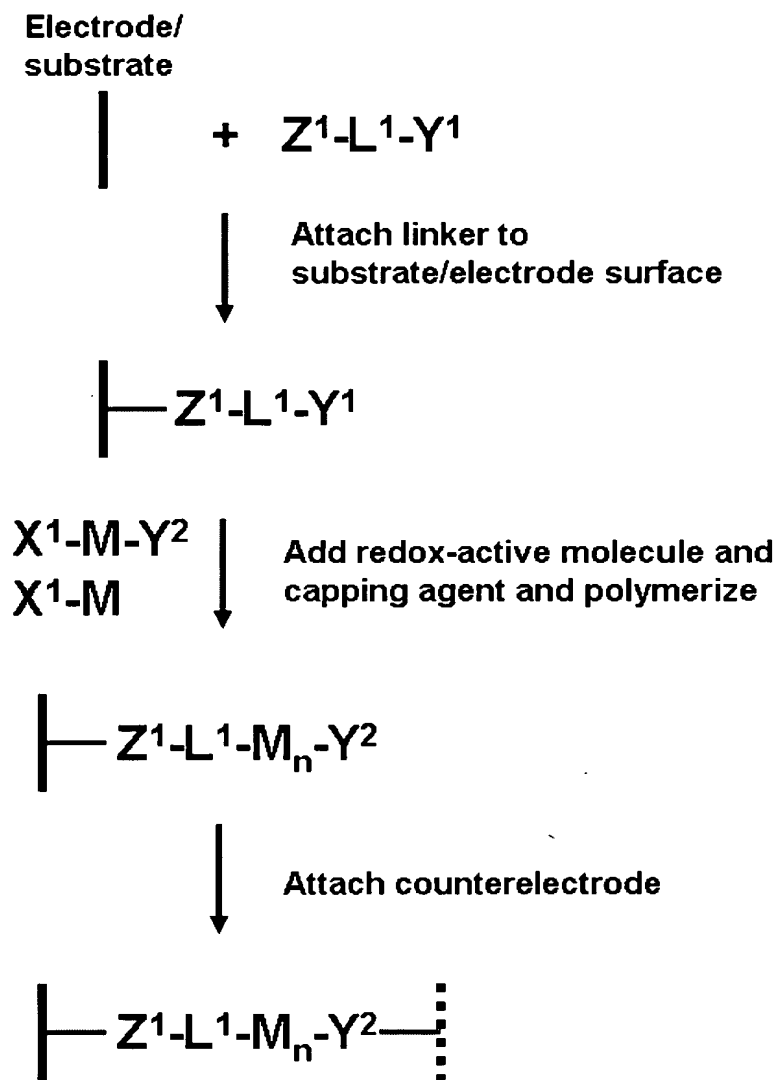 Electrode/
substrate
+ Z¹-L¹-Y¹
Attach linker to
substrate/electrode surface
Z¹-L¹-Y¹
X¹-M-Y²
X¹-M
Add redox-active molecule and
capping agent and polymerize
Z¹-L¹-Mₙ-Y²
Attach counterelectrode
Z¹-L¹-Mₙ-Y²